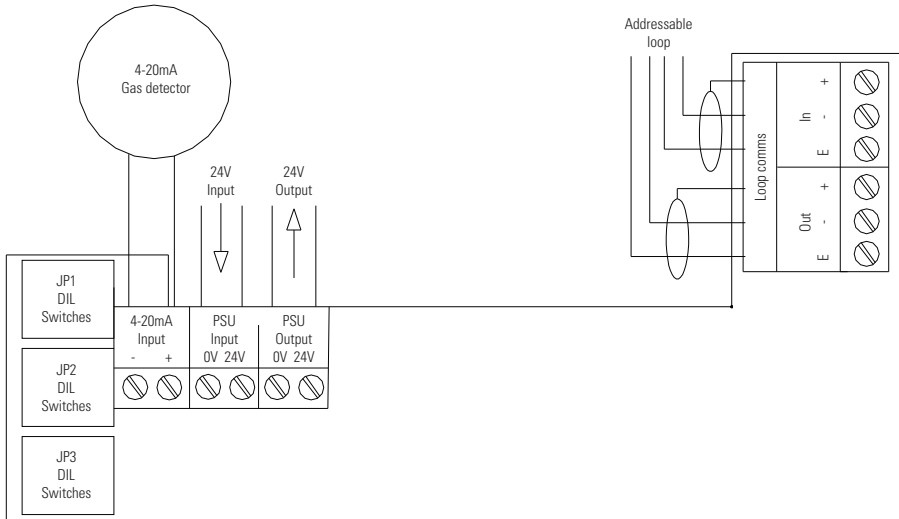 Addressable
loop
4-20mA
Gas detector
24V
Input
24V
Output
Loop comms
In
+
-
E
Out
+
-
E
JP1
DIL
Switches
4-20mA
Input
- +
PSU
Input
0V 24V
PSU
Output
0V 24V
JP2
DIL
Switches
JP3
DIL
Switches